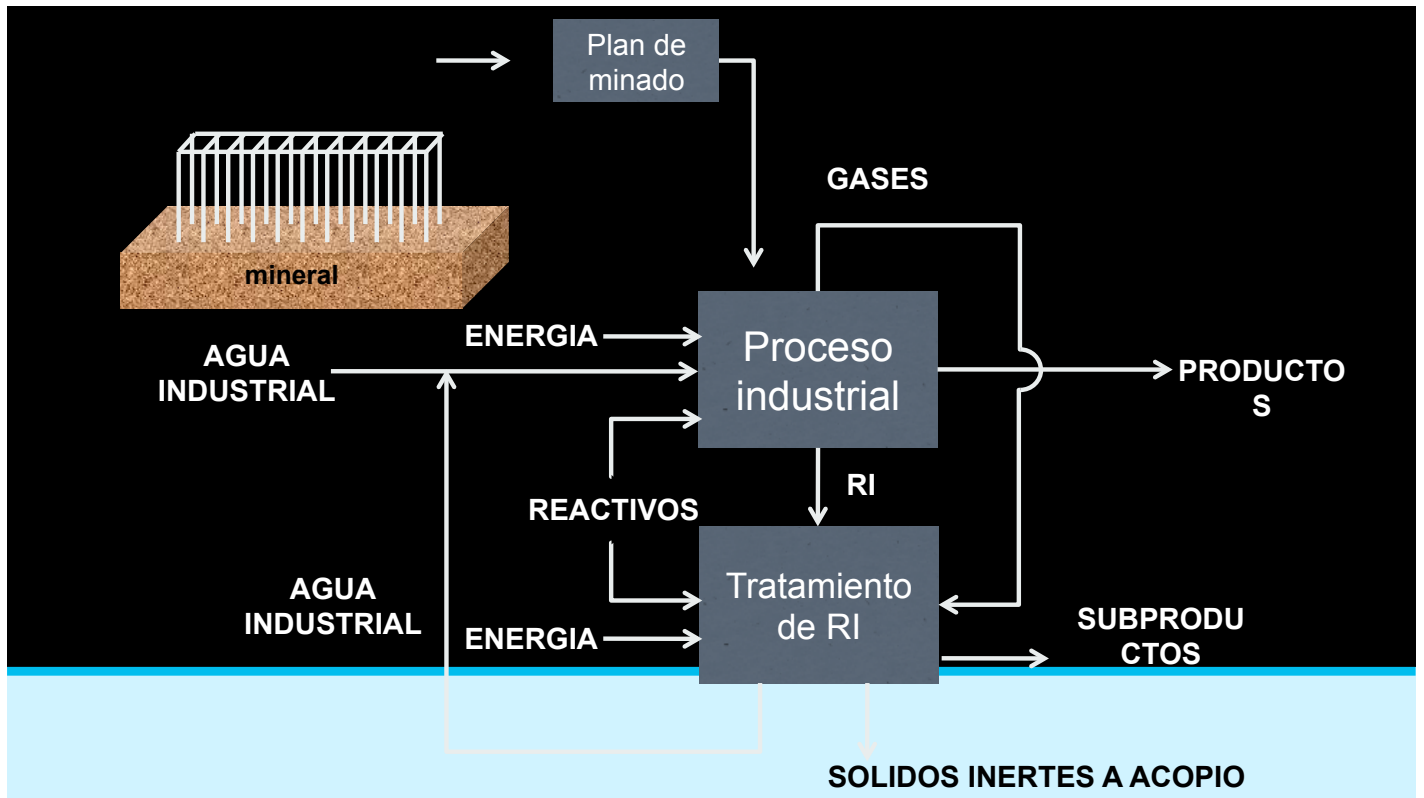 Plan de
minado
GASES
mineral
ENERGIA
Proceso
industrial
AGUA
INDUSTRIAL
PRODUCTO
S
RI
REACTIVOS
Tratamiento
de RI
AGUA
INDUSTRIAL
ENERGIA
SUBPRODU
CTOS
SOLIDOS INERTES A ACOPIO